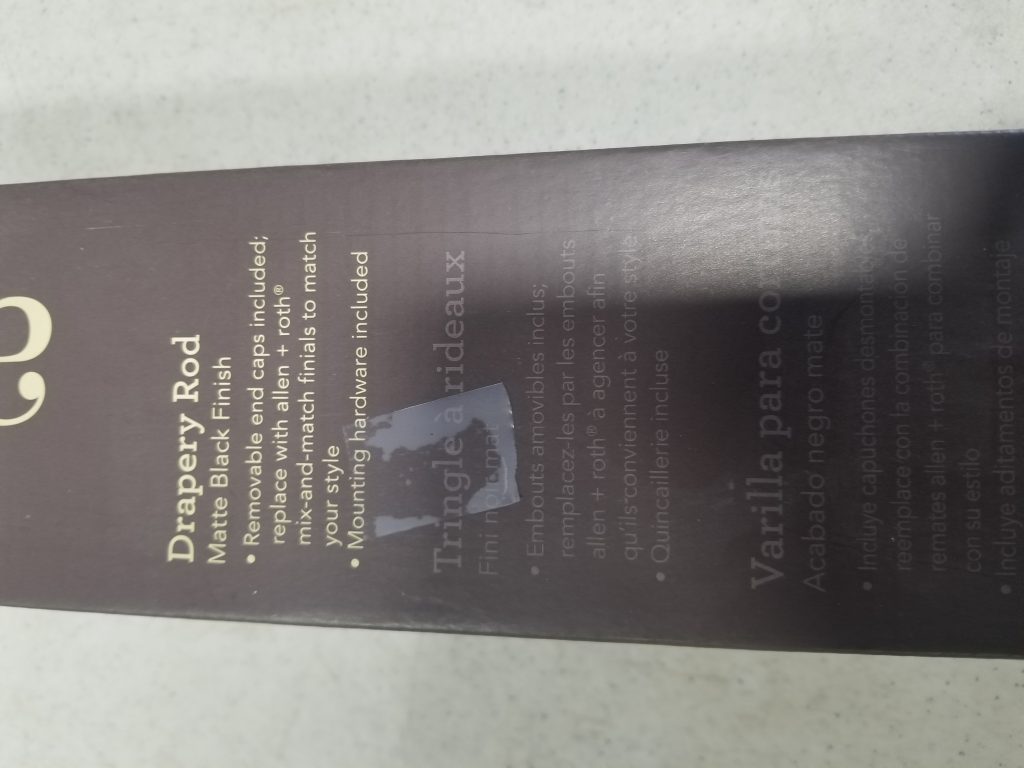 Drapery Rod
Matte Black Finish
• Removable end caps included;
replace with allen + roth®
mix-and-match finials to match
your style
• Mounting hardware included
Tringle à rideaux
Fini
• Embouts amovibles inclus;
remplacez-les par les embouts
allen + roth® à agencer afin
qu'ils conviennent à votre style
• Quincaillerie incluse
Varilla para
Acabado negro mate
• Incluye capuchones
reemplace con la combinación de
remates allen + roth® para combinar
con su estilo
• Incluye aditamentos de montaje